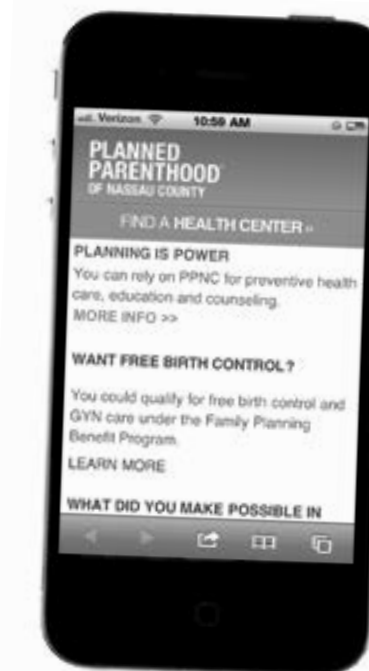 Verizon 10:59 AM
PLANNED
PARENTHOOD
OF NASSAU COUNTY
FIND A HEALTH CENTER »
PLANNING IS POWER
You can rely on PPNC for preventive health
care, education and counseling.
MORE INFO >>
WANT FREE BIRTH CONTROL?
You could qualify for free birth control and
GYN care under the Family Planning
Benefit Program.
LEARN MORE
WHAT DID YOU MAKE POSSIBLE IN